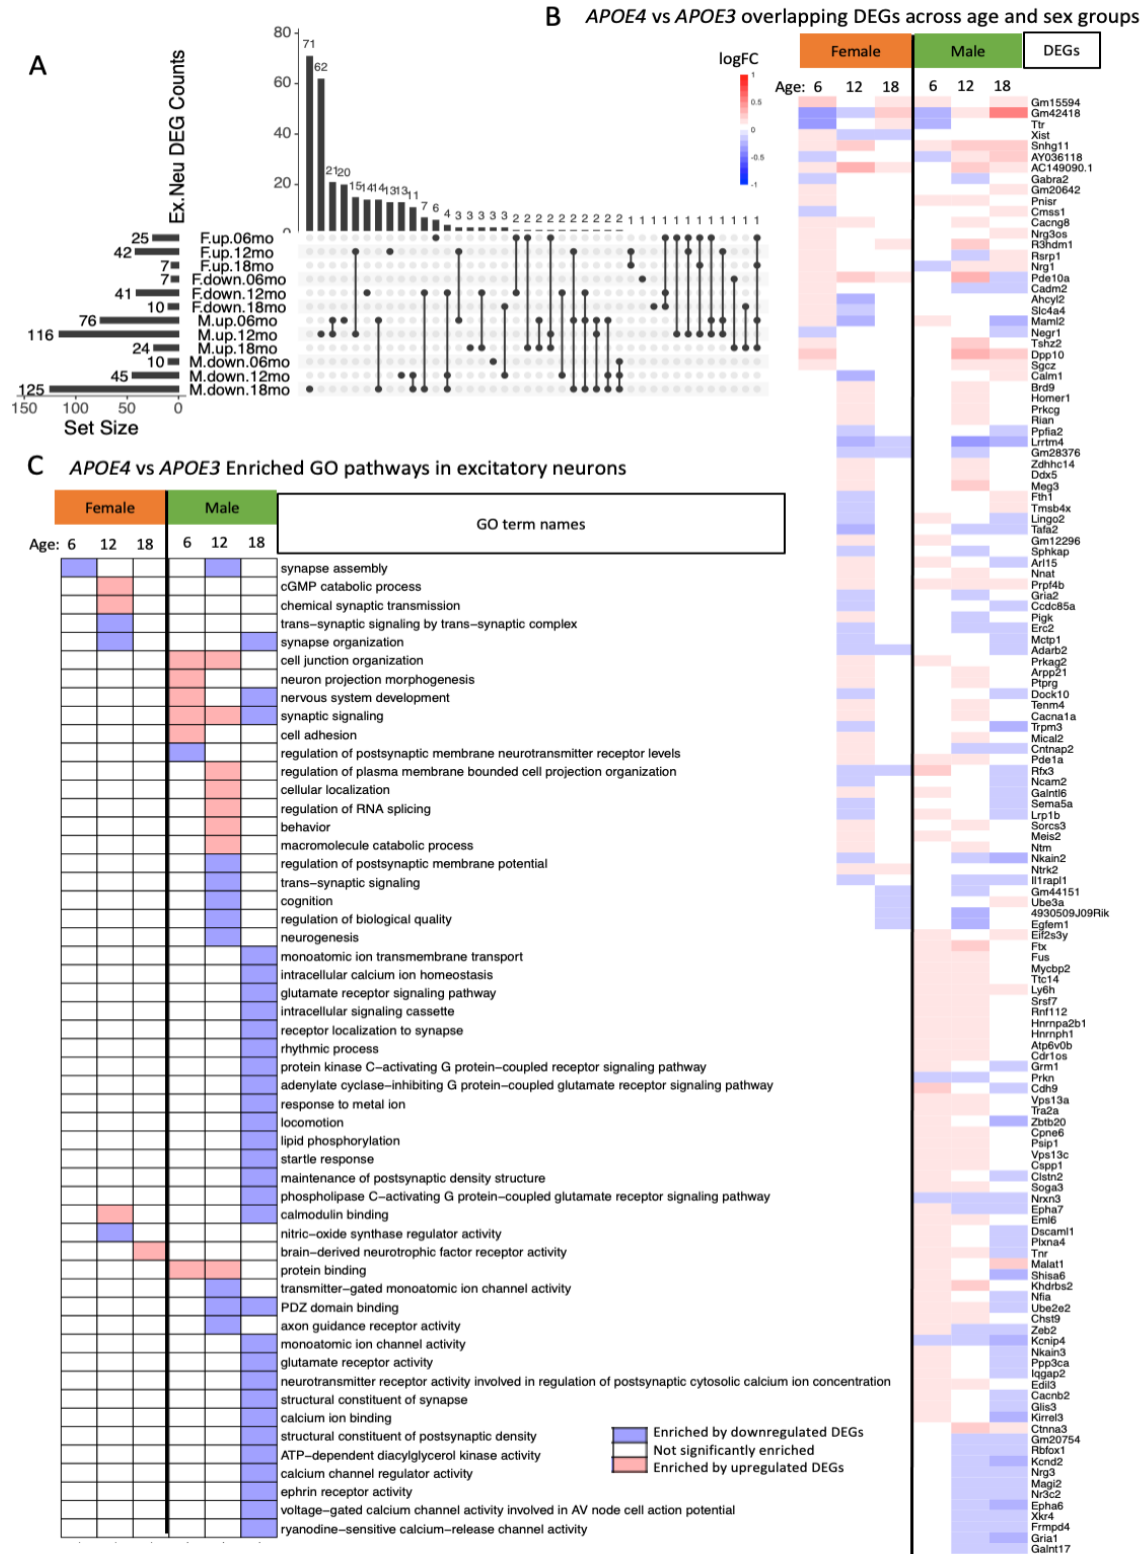 B
APOE4 vs APOE3 overlapping DEGs across age and sex groups
A
Ex.Neu DEG Counts
80
60
40
20
0
71
62
21
20
15
14
14
13
13
11
7
6
4
3
3
3
3
3
2
2
2
2
2
2
2
2
2
2
1
1
1
1
1
1
1
1
1
1
1
1
25
42
7
7
41
10
76
116
24
10
45
125
F.up.06mo
F.up.12mo
F.up.18mo
F.down.06mo
F.down.12mo
F.down.18mo
M.up.06mo
M.up.12mo
M.up.18mo
M.down.06mo
M.down.12mo
M.down.18mo
150 100 50 0
Set Size
logFC
1
0.5
0
-0.5
-1
Female Male DEGs
Age: 6 12 18 6 12 18
Gm15594
Gm42418
Ttr
Xist
Snhg11
AY036118
AC149090.1
Gabra2
Gm20642
Pnisr
Cmss1
Cacng8
Nrg3os
R3hdm1
Rsrp1
Nrg1
Pde10a
Cadm2
Ahcyl2
Slc4a4
Maml2
Negr1
Tshz2
Dpp10
Sgcz
Calm1
Brd9
Homer1
Prkcg
Rian
Ppfia2
Lrrtm4
Gm28376
Zdhhc14
Ddx5
Meg3
Fth1
Tmsb4x
Lingo2
Tafa2
Gm12296
Sphkap
Arl15
Nnat
Prpf4b
Gria2
Ccdc85a
Pigk
Erc2
Mctp1
Adarb2
Prkag2
Arpp21
Ptprg
Dock10
Tenm4
Cacna1a
Trpm3
Mical2
Cntnap2
Pde1a
Rfx3
Ncam2
Galntl6
Sema5a
Lrp1b
Sorcs3
Meis2
Ntm
Nkain2
Ntrk2
Il1rapl1
Gm44151
Ube3a
4930509J09Rik
Egfem1
Eif2s3y
Ftx
Fus
Mycbp2
Ttc14
Ly6h
Srsf7
Rnf112
Hnrnpa2b1
Hnrnph1
Atp6v0b
Cdr1os
Grm1
Prkn
Cdh9
Vps13a
Tra2a
Zbtb20
Cpne6
Psip1
Vps13c
Cspp1
Clstn2
Soga3
Nrxn3
Epha7
Eml6
Dscaml1
Plxna4
Tnr
Malat1
Shisa6
Khdrbs2
Nfia
Ube2e2
Chst9
Zeb2
Kcnip4
Nkain3
Ppp3ca
Iqgap2
Edil3
Cacnb2
Glis3
Kirrel3
Ctnna3
Gm20754
Rbfox1
Kcnd2
Nrg3
Magi2
Nr3c2
Epha6
Xkr4
Frmpd4
Gria1
Galnt17
C
APOE4 vs APOE3 Enriched GO pathways in excitatory neurons
Female Male GO term names
Age: 6 12 18 6 12 18
synapse assembly
cGMP catabolic process
chemical synaptic transmission
trans−synaptic signaling by trans−synaptic complex
synapse organization
cell junction organization
neuron projection morphogenesis
nervous system development
synaptic signaling
cell adhesion
regulation of postsynaptic membrane neurotransmitter receptor levels
regulation of plasma membrane bounded cell projection organization
cellular localization
regulation of RNA splicing
behavior
macromolecule catabolic process
regulation of postsynaptic membrane potential
trans−synaptic signaling
cognition
regulation of biological quality
neurogenesis
monoatomic ion transmembrane transport
intracellular calcium ion homeostasis
glutamate receptor signaling pathway
intracellular signaling cassette
receptor localization to synapse
rhythmic process
protein kinase C−activating G protein−coupled receptor signaling pathway
adenylate cyclase−inhibiting G protein−coupled glutamate receptor signaling pathway
response to metal ion
locomotion
lipid phosphorylation
startle response
maintenance of postsynaptic density structure
phospholipase C−activating G protein−coupled glutamate receptor signaling pathway
calmodulin binding
nitric−oxide synthase regulator activity
brain−derived neurotrophic factor receptor activity
protein binding
transmitter−gated monoatomic ion channel activity
PDZ domain binding
axon guidance receptor activity
monoatomic ion channel activity
glutamate receptor activity
neurotransmitter receptor activity involved in regulation of postsynaptic cytosolic calcium ion concentration
structural constituent of synapse
calcium ion binding
structural constituent of postsynaptic density
ATP−dependent diacylglycerol kinase activity
calcium channel regulator activity
ephrin receptor activity
voltage−gated calcium channel activity involved in AV node cell action potential
ryanodine−sensitive calcium−release channel activity
Enriched by downregulated DEGs
Not significantly enriched
Enriched by upregulated DEGs